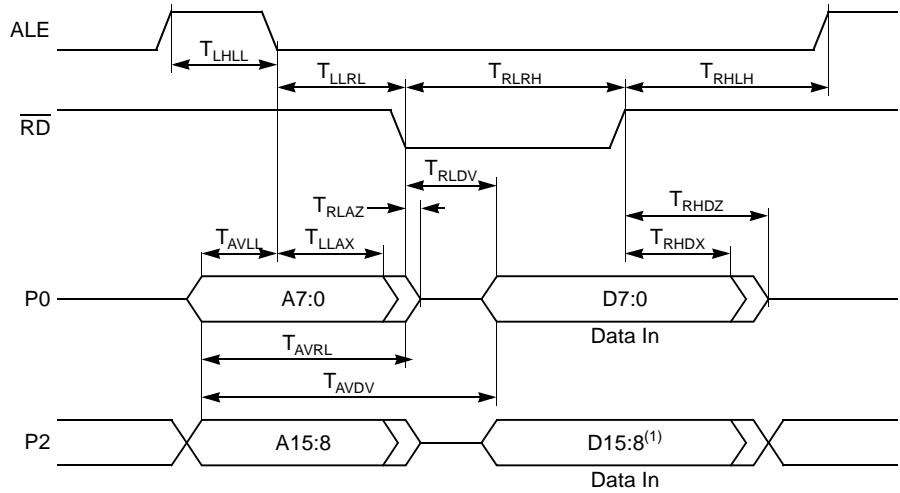 ALE
TLHLL
TLLRL
TRLRH
TRHLH
RD
TRLDV
TRLAZ
TRHDZ
TAVLL
TLLAX
TRHDX
P0
A7:0
D7:0
Data In
TAVRL
TAVDV
P2
A15:8
D15:8(1)
Data In